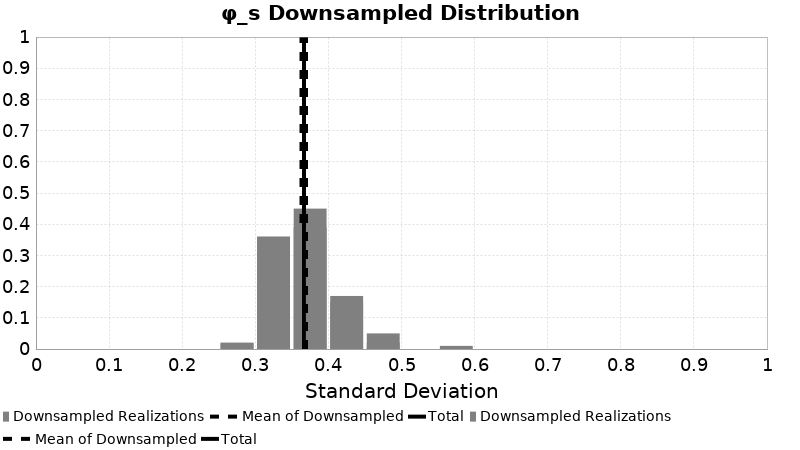 φ_s Downsampled Distribution
1
0.9
0.8
0.7
0.6
0.5
0.4
0.3
0.2
0.1
0
0 0.1 0.2 0.3 0.4 0.5 0.6 0.7 0.8 0.9 1
Standard Deviation
Downsampled Realizations Mean of Downsampled Total Downsampled Realizations
Mean of Downsampled Total